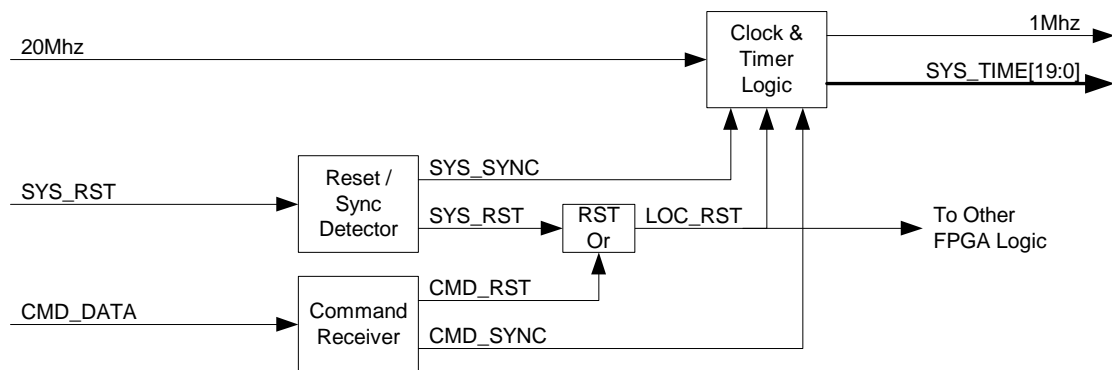 20Mhz
Clock &
Timer
Logic
1Mhz
SYS_TIME[19:0]
SYS_RST
Reset /
Sync
Detector
SYS_SYNC
SYS_RST
RST
Or
LOC_RST
To Other
FPGA Logic
CMD_DATA
Command
Receiver
CMD_RST
CMD_SYNC